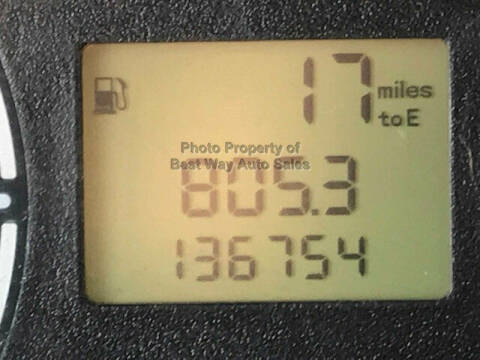 17 miles
to E
Photo Property of
Best Way Auto Sales
805.3
136754